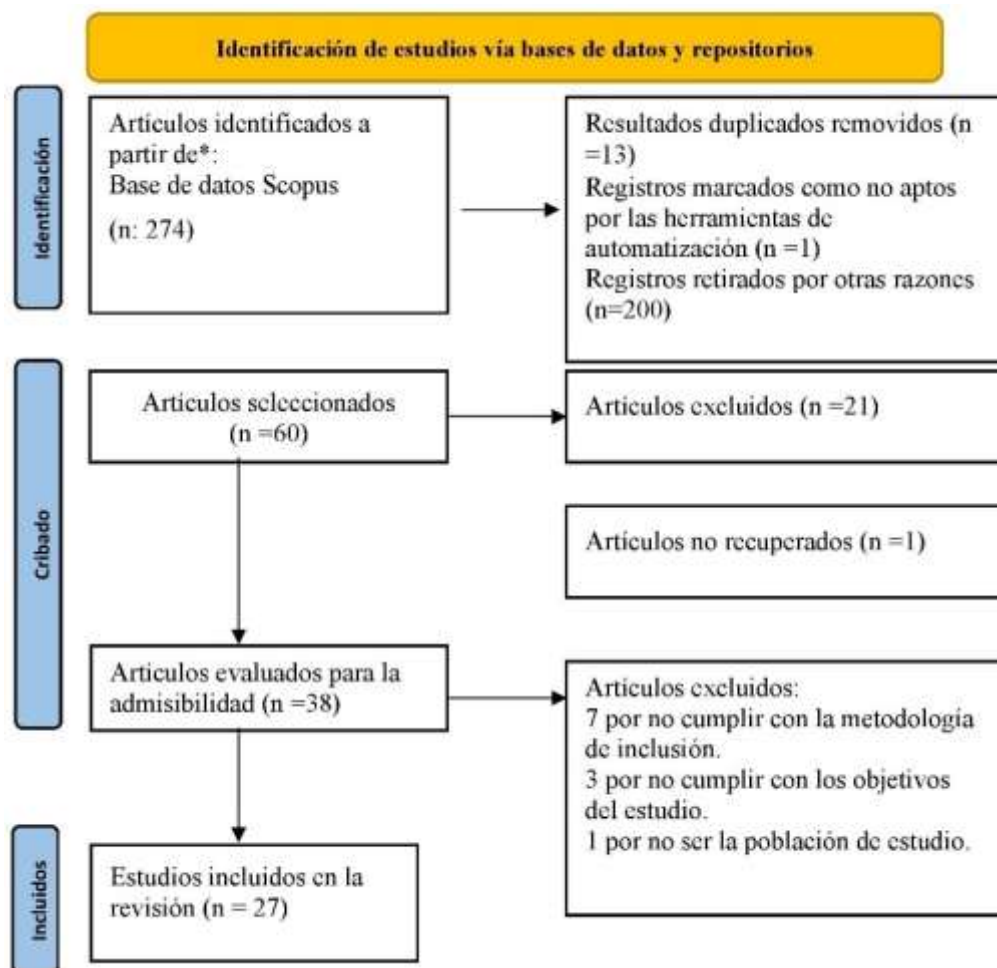 Identificación de estudios vía bases de datos y repositorios
Identificación
Artículos identificados a
partir de*:
Base de datos Scopus
(n: 274)
Resultados duplicados removidos (n
=13)
Registros marcados como no aptos
por las herramientas de
automatización (n =1)
Registros retirados por otras razones
(n=200)
Cribado
Artículos seleccionados
(n =60)
Artículos excluidos (n =21)
Artículos no recuperados (n =1)
Artículos evaluados para la
admisibilidad (n =38)
Artículos excluidos:
7 por no cumplir con la metodología
de inclusión.
3 por no cumplir con los objetivos
del estudio.
1 por no ser la población de estudio.
Incluidos
Estudios incluidos en la
revisión (n = 27)